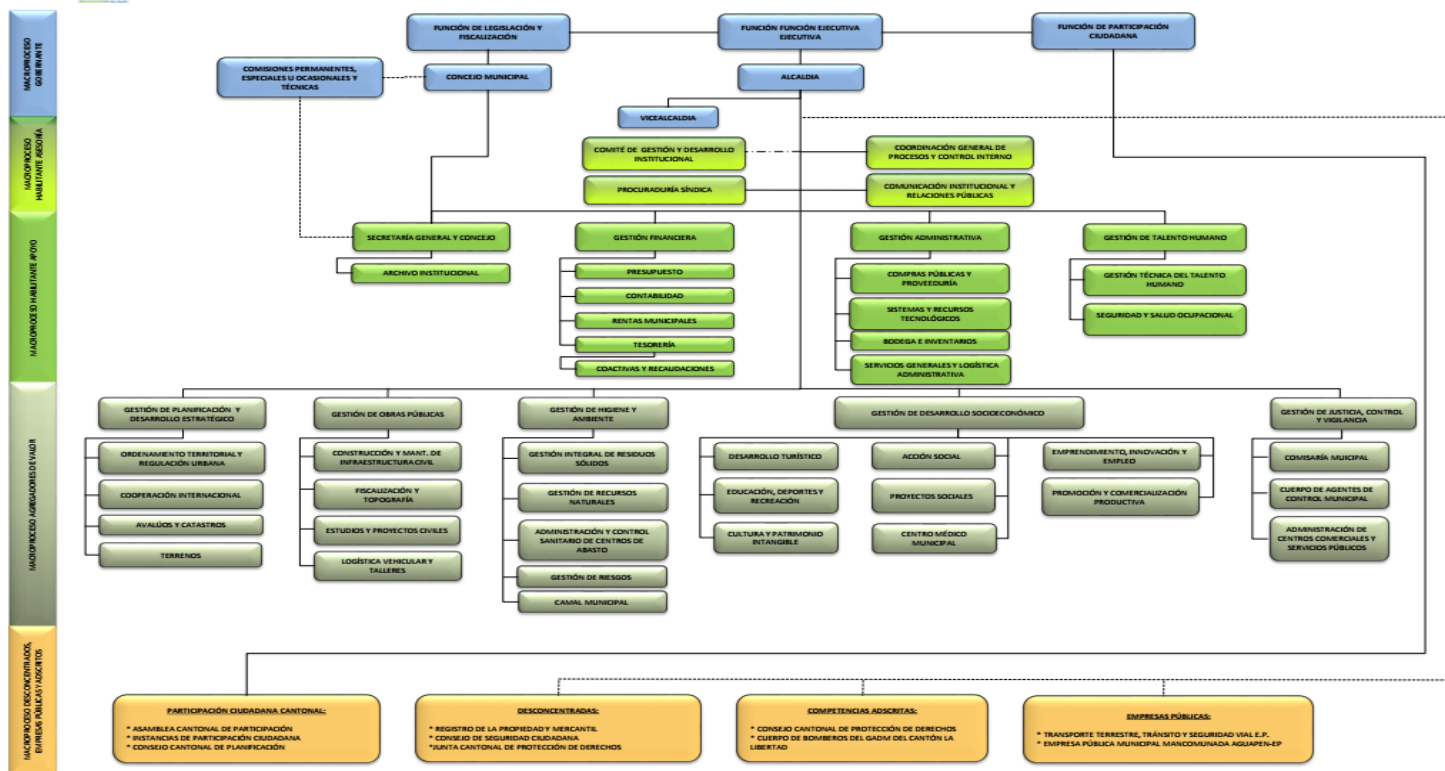 MACROPROCESO
GOBERNANTE
FUNCIÓN DE LEGISLACIÓN Y
FISCALIZACIÓN
FUNCIÓN FUNCIÓN EJECUTIVA
EJECUTIVA
FUNCIÓN DE PARTICIPACIÓN
CIUDADANA
COMISIONES PERMANENTES,
ESPECIALES U OCASIONALES Y
TÉCNICAS
CONCEJO MUNICIPAL
ALCALDIA
VICEALCALDIA
MACROPROCESO
HABILITANTE ASESORÍA
COMITÉ DE GESTIÓN Y DESARROLLO
INSTITUCIONAL
COORDINACIÓN GENERAL DE
PROCESOS Y CONTROL INTERNO
PROCURADURÍA SÍNDICA
COMUNICACIÓN INSTITUCIONAL Y
RELACIONES PÚBLICAS
MACROPROCESO HABILITANTE APOYO
SECRETARÍA GENERAL Y CONCEJO
ARCHIVO INSTITUCIONAL
GESTIÓN FINANCIERA
PRESUPUESTO
CONTABILIDAD
RENTAS MUNICIPALES
TESORERÍA
COACTIVAS Y RECAUDACIONES
GESTIÓN ADMINISTRATIVA
COMPRAS PÚBLICAS Y
PROVEEDURÍA
SISTEMAS Y RECURSOS
TECNOLÓGICOS
BODEGA E INVENTARIOS
SERVICIOS GENERALES Y LOGÍSTICA
ADMINISTRATIVA
GESTIÓN DE TALENTO HUMANO
GESTIÓN TÉCNICA DEL TALENTO
HUMANO
SEGURIDAD Y SALUD OCUPACIONAL
MACROPROCESO AGREGADORES DE VALOR
GESTIÓN DE PLANIFICACIÓN Y
DESARROLLO ESTRATÉGICO
ORDENAMIENTO TERRITORIAL Y
REGULACIÓN URBANA
COOPERACIÓN INTERNACIONAL
AVALÚOS Y CATASTROS
TERRENOS
GESTIÓN DE OBRAS PÚBLICAS
CONSTRUCCIÓN Y MANT. DE
INFRAESTRUCTURA CIVIL
FISCALIZACIÓN Y
TOPOGRAFÍA
ESTUDIOS Y PROYECTOS CIVILES
LOGÍSTICA VEHICULAR Y
TALLERES
GESTIÓN DE HIGIENE Y
AMBIENTE
GESTIÓN INTEGRAL DE RESIDUOS
SÓLIDOS
GESTIÓN DE RECURSOS
NATURALES
ADMINISTRACIÓN Y CONTROL
SANITARIO DE CENTROS DE
ABASTO
GESTIÓN DE RIESGOS
CAMAL MUNICIPAL
GESTIÓN DE DESARROLLO SOCIOECONÓMICO
DESARROLLO TURÍSTICO
EDUCACIÓN, DEPORTES Y
RECREACIÓN
CULTURA Y PATRIMONIO
INTANGIBLE
ACCIÓN SOCIAL
PROYECTOS SOCIALES
CENTRO MÉDICO
MUNICIPAL
EMPRENDIMIENTO, INNOVACIÓN Y
EMPLEO
PROMOCIÓN Y COMERCIALIZACIÓN
PRODUCTIVA
GESTIÓN DE JUSTICIA, CONTROL
Y VIGILANCIA
COMISARÍA MUICIPAL
CUERPO DE AGENTES DE
CONTROL MUNICIPAL
ADMINISTRACIÓN DE
CENTROS COMERCIALES Y
SERVICIOS PÚBLICOS
MACROPROCESO DESCONCENTRADOS,
EMPRESAS PÚBLICAS Y ADSCRITOS
PARTICIPACIÓN CIUDADANA CANTONAL:
* ASAMBLEA CANTONAL DE PARTICIPACIÓN
* INSTANCIAS DE PARTICIPACIÓN CIUDADANA
* CONSEJO CANTONAL DE PLANIFICACIÓN
DESCONCENTRADAS:
* REGISTRO DE LA PROPIEDAD Y MERCANTIL
* CONSEJO DE SEGURIDAD CIUDADANA
*JUNTA CANTONAL DE PROTECCIÓN DE DERECHOS
COMPETENCIAS ADSCRITAS:
* CONSEJO CANTONAL DE PROTECCIÓN DE DERECHOS
* CUERPO DE BOMBEROS DEL GADM DEL CANTÓN LA
LIBERTAD
EMPRESAS PÚBLICAS:
* TRANSPORTE TERRESTRE, TRÁNSITO Y SEGURIDAD VIAL E.P.
* EMPRESA PÚBLICA MUNICIPAL MANCOMUNADA AGUAPEN-EP